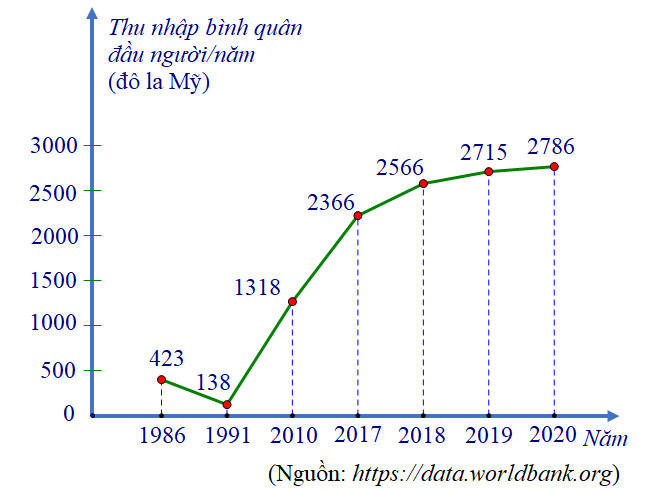 Thu nhập bình quân
đầu người/năm
(đô la Mỹ)
3000
2500
2000
1500
1000
500
0
423
138
1318
2366
2566
2715
2786
1986 1991 2010 2017 2018 2019 2020 Năm
(Nguồn: https://data.worldbank.org)